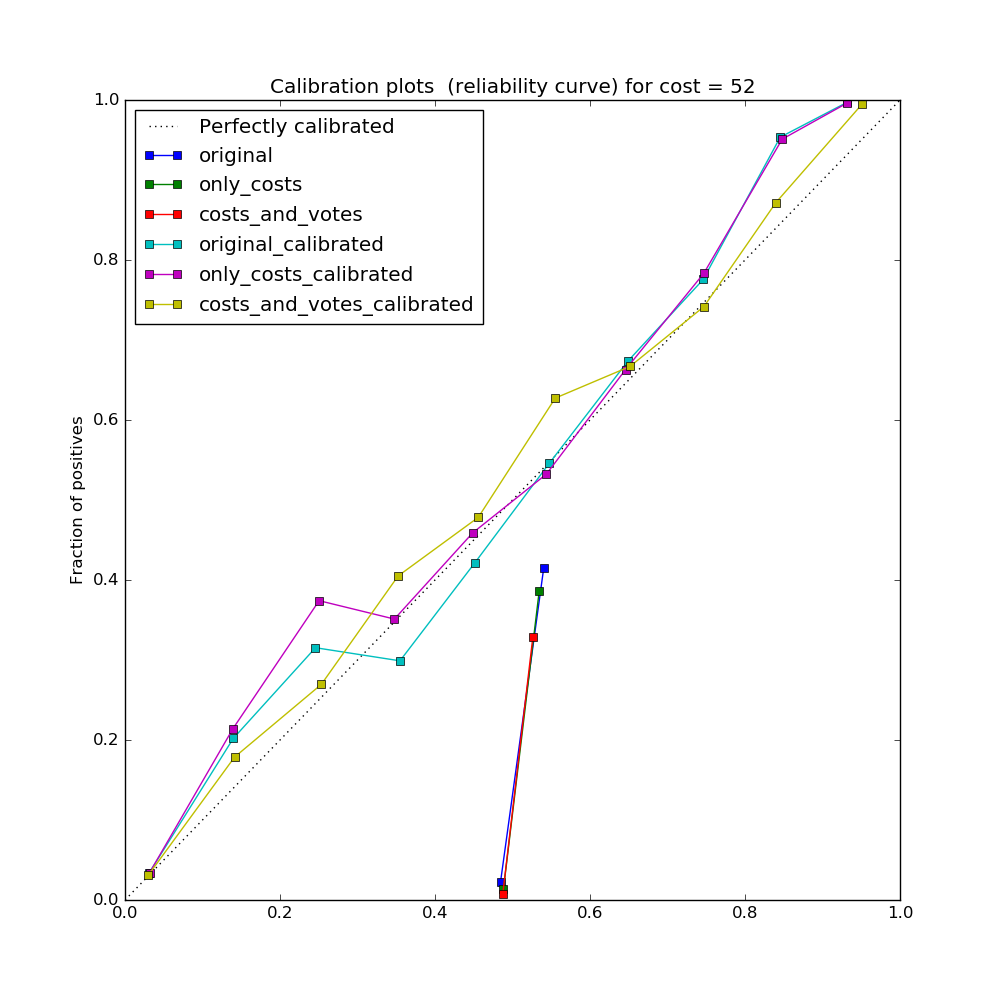 Calibration plots  (reliability curve) for cost = 52
1.0
Perfectly calibrated
original
only_costs
costs_and_votes
original_calibrated
only_costs_calibrated
costs_and_votes_calibrated
0.8
0.6
Fraction of positives
0.4
0.2
0.0
0.0 0.2 0.4 0.6 0.8 1.0